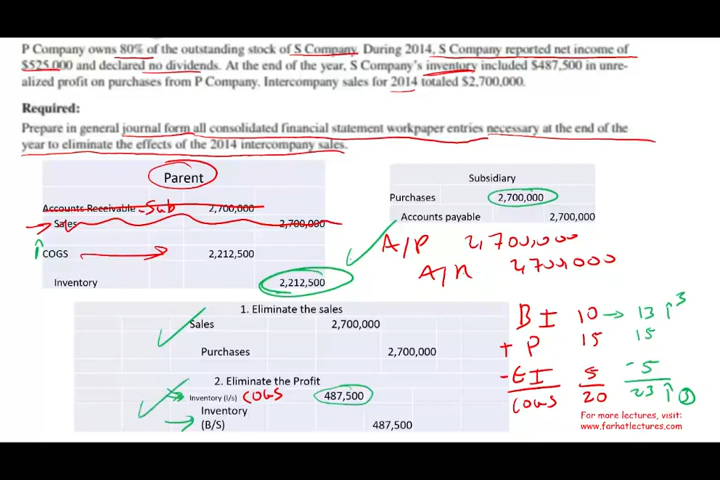 P Company owns 80% of the outstanding stock of S Company. During 2014, S Company reported net income of
$525,000 and declared no dividends. At the end of the year, S Company's inventory included $487,500 in unre-
alized profit on purchases from P Company. Intercompany sales for 2014 totaled $2,700,000.
Required:
Prepare in general journal form all consolidated financial statement workpaper entries necessary at the end of the
year to eliminate the effects of the 2014 intercompany sales.
Parent
Accounts Receivable - Sub 2,700,000
Sales 2,700,000
↑ COGS 2,212,500
Inventory 2,212,500
Subsidiary
Purchases 2,700,000
Accounts payable 2,700,000
A/P 2,700,000
A/R 2,700,000
1. Eliminate the sales
Sales 2,700,000
Purchases 2,700,000
2. Eliminate the Profit
Inventory (I/s) COGS 487,500
Inventory
(B/S) 487,500
BI 10 → 13 ↑ 3
+ P 15 15
- EI 5 -5
COGS 20 23 ↑ 3
For more lectures, visit:
www.farhatlectures.com